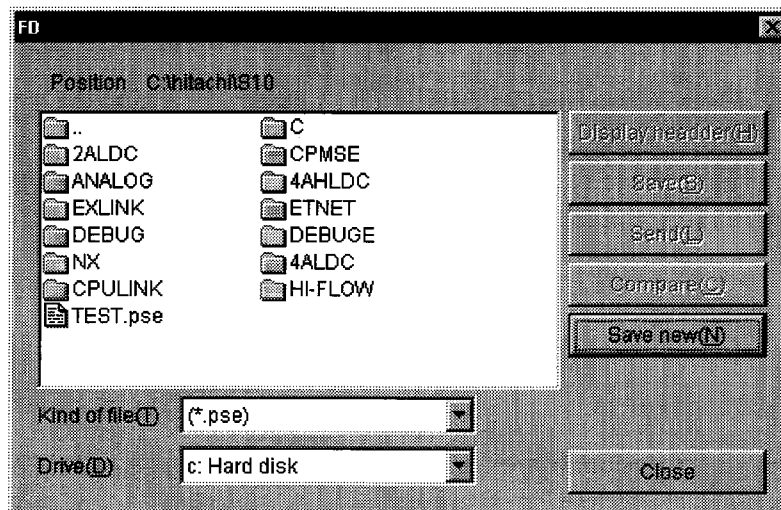 FD
Position C:\hitachi\S10
..
2ALDC
ANALOG
EXLINK
DEBUG
NX
CPULINK
TEST.pse
C
CPMSE
4AHLDC
ETNET
DEBUGE
4ALDC
HI-FLOW
Display headder(H)
Save(S)
Send(L)
Compare(C)
Save new(N)
Kind of file(T) (*.pse)
Drive(D) c: Hard disk
Close